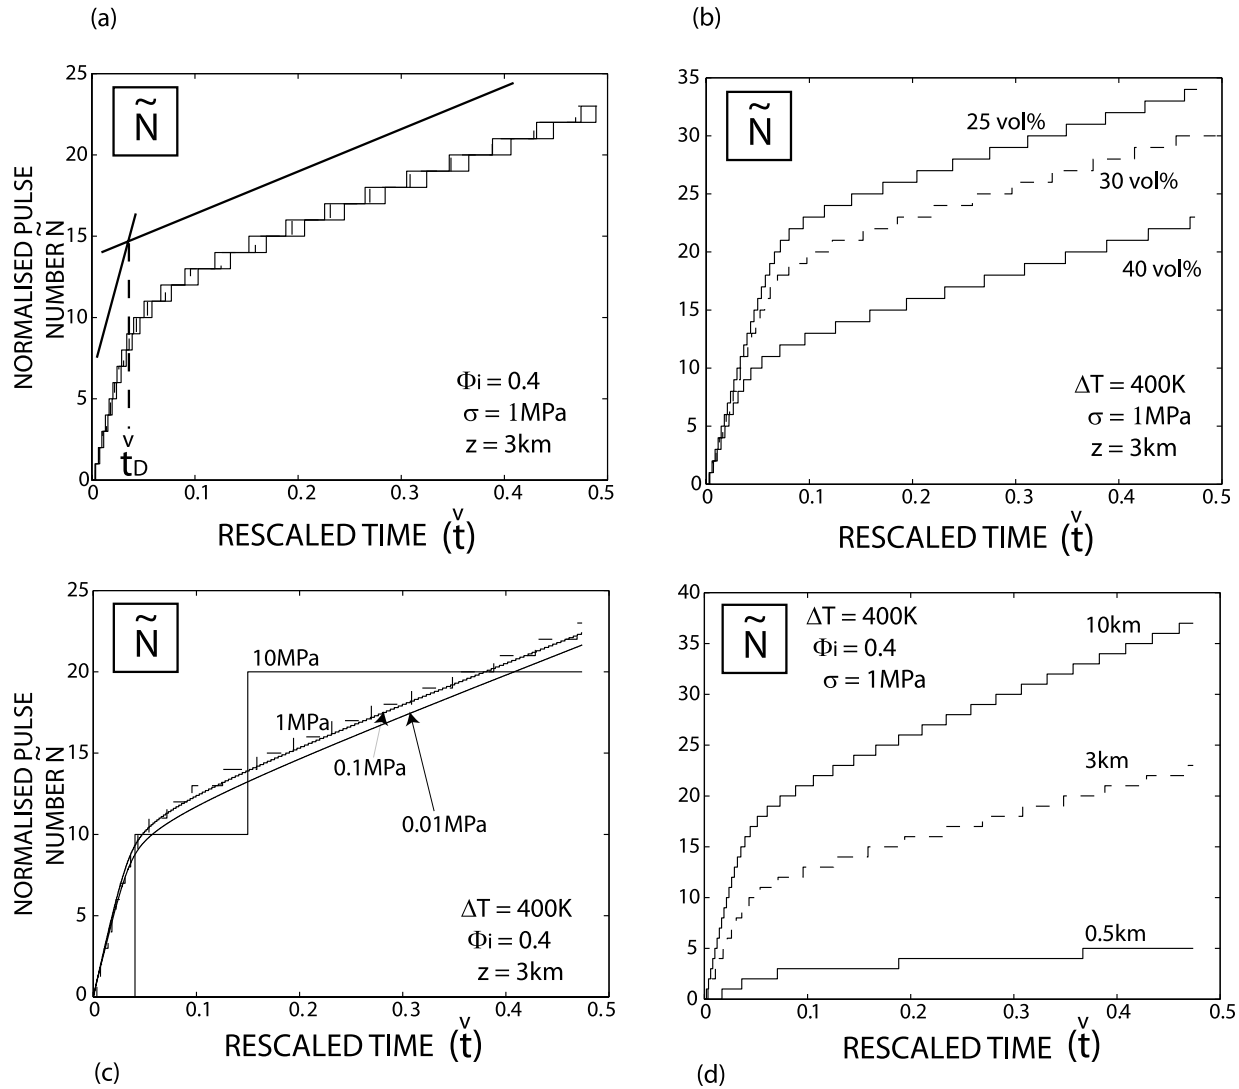 (a)
25
20
15
10
5
0
0
0.1
0.2
0.3
0.4
0.5
Ñ
NORMALISED PULSE
NUMBER Ñ
Φi = 0.4
σ = 1MPa
z = 3km
ťD
RESCALED TIME (ť)
(b)
35
30
25
20
15
10
5
0
0
0.1
0.2
0.3
0.4
0.5
Ñ
25 vol%
30 vol%
40 vol%
ΔT = 400K
σ = 1MPa
z = 3km
RESCALED TIME (ť)
25
20
15
10
5
0
0
0.1
0.2
0.3
0.4
0.5
Ñ
NORMALISED PULSE
NUMBER Ñ
10MPa
1MPa
0.1MPa
0.01MPa
ΔT = 400K
Φi = 0.4
z = 3km
RESCALED TIME (ť)
(c)
40
35
30
25
20
15
10
5
0
0
0.1
0.2
0.3
0.4
0.5
Ñ
ΔT = 400K
Φi = 0.4
σ = 1MPa
10km
3km
0.5km
RESCALED TIME (ť)
(d)